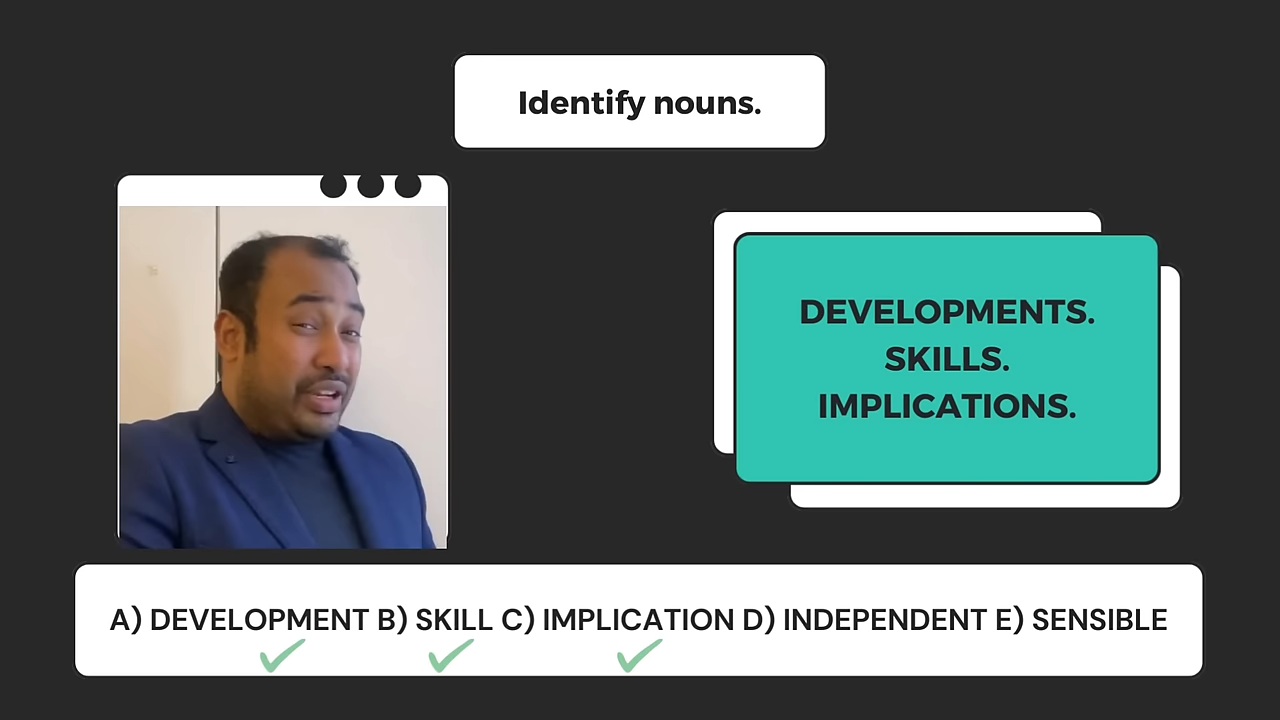 Identify nouns.
DEVELOPMENTS.
SKILLS.
IMPLICATIONS.
A) DEVELOPMENT B) SKILL C) IMPLICATION D) INDEPENDENT E) SENSIBLE